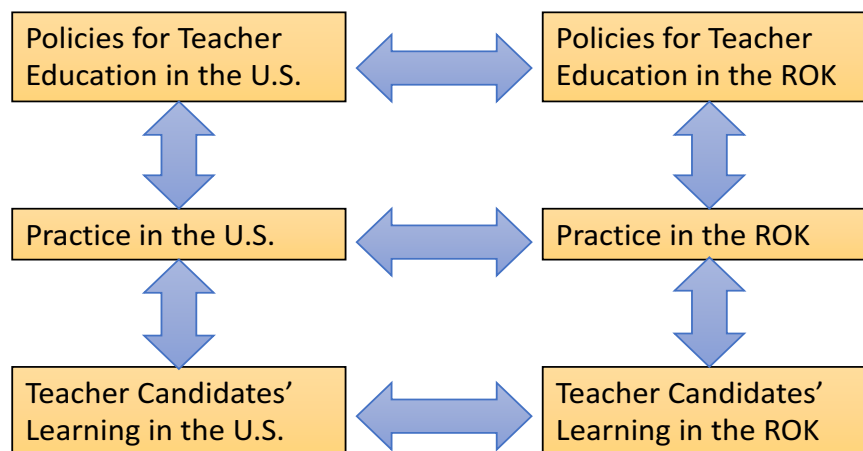 Policies for Teacher
Education in the U.S.
Policies for Teacher
Education in the ROK
Practice in the U.S.
Practice in the ROK
Teacher Candidates’
Learning in the U.S.
Teacher Candidates’
Learning in the ROK